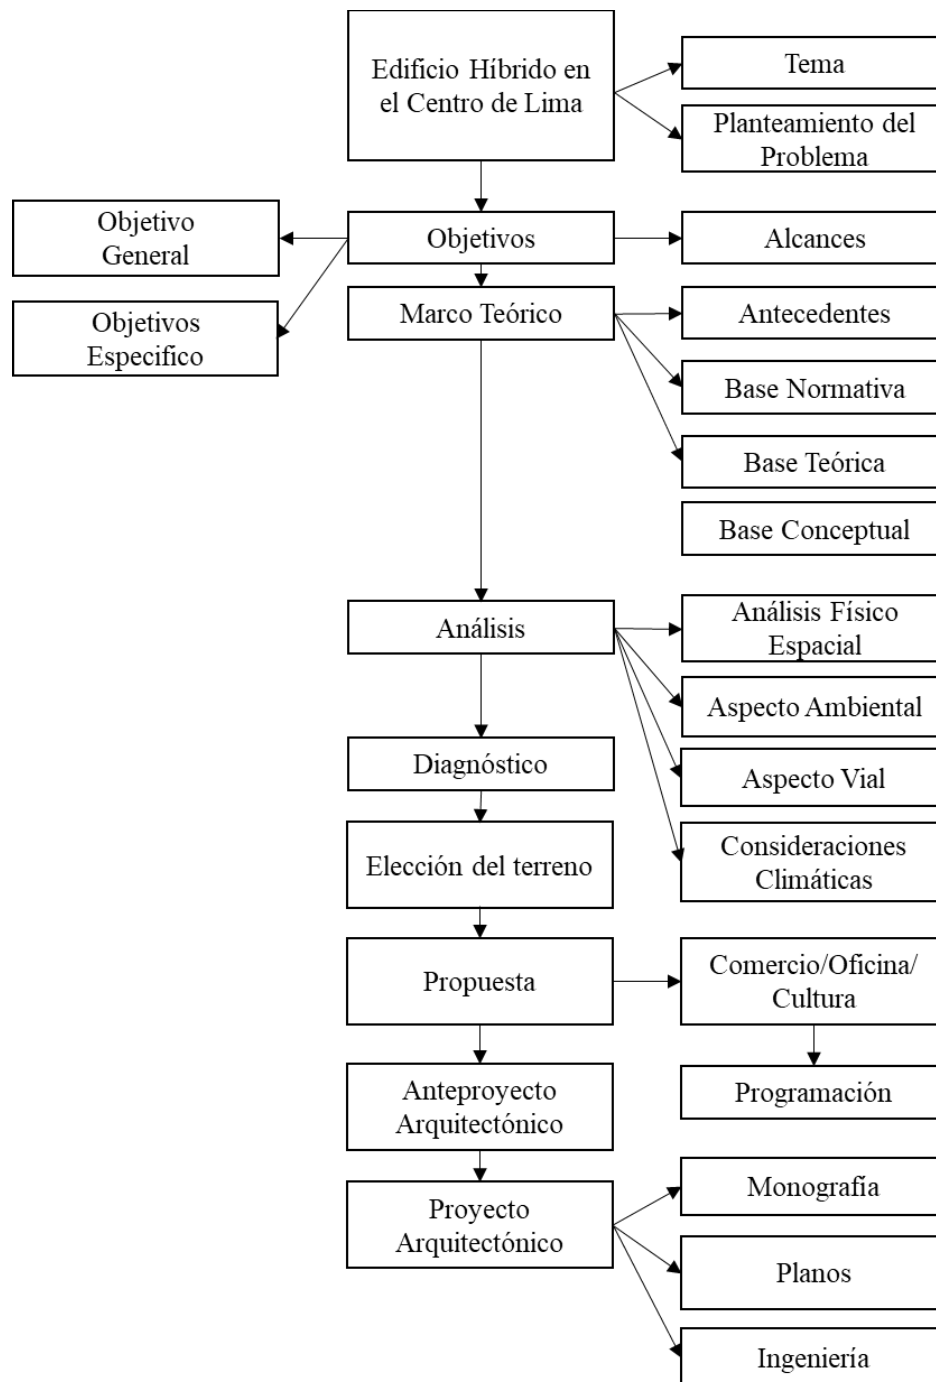 Edificio Híbrido en
el Centro de Lima
Tema
Planteamiento del
Problema
Objetivo
General
Objetivos
Alcances
Objetivos
Especifico
Marco Teórico
Antecedentes
Base Normativa
Base Teórica
Base Conceptual
Análisis
Análisis Físico
Espacial
Aspecto Ambiental
Diagnóstico
Aspecto Vial
Elección del terreno
Consideraciones
Climáticas
Propuesta
Comercio/Oficina/
Cultura
Anteproyecto
Arquitectónico
Programación
Proyecto
Arquitectónico
Monografía
Planos
Ingeniería